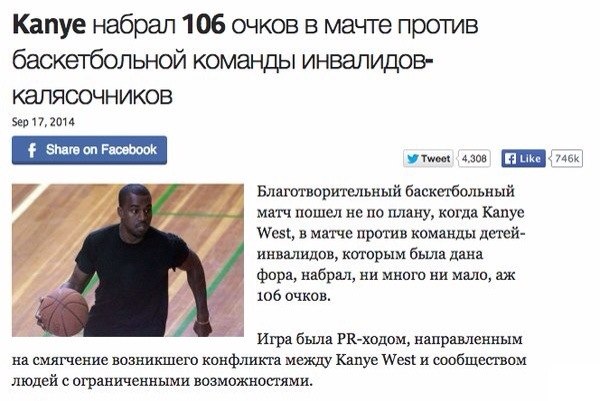 Kanye набрал 106 очков в мачте против
баскетбольной команды инвалидов-
калясочников
Sep 17, 2014
f Share on Facebook
Tweet 4,308 f Like 746k
Благотворительный баскетбольный
матч пошел не по плану, когда Kanye
West, в матче против команды детей-
инвалидов, которым была дана
фора, набрал, ни много ни мало, аж
106 очков.
Игра была PR-ходом, направленным
на смягчение возникшего конфликта между Kanye West и сообществом
людей с ограниченными возможностями.